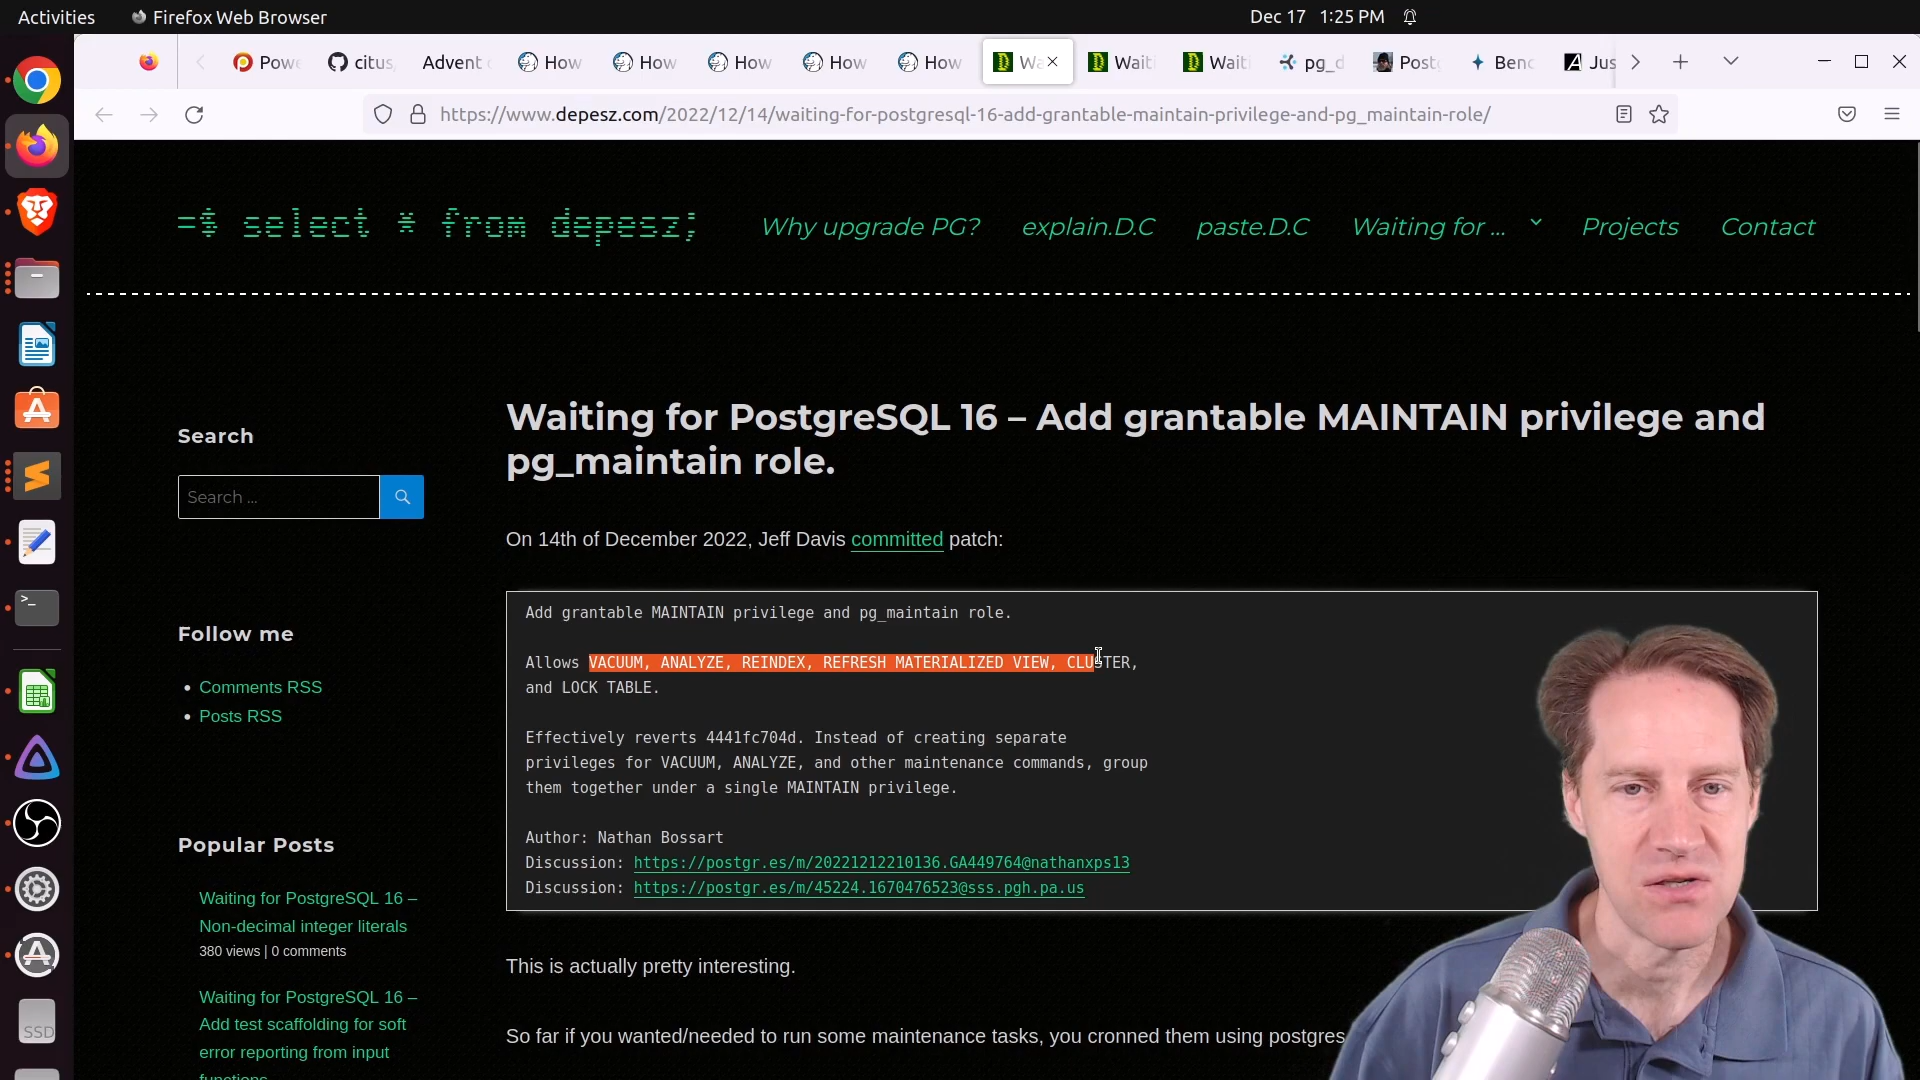 Activities
Firefox Web Browser
Dec 17 1:25 PM
Powe
citus
Advent
How
How
How
How
How
Wa
Wait
Wait
pg_d
Postg
Benc
Jus
https://www.depesz.com/2022/12/14/waiting-for-postgresql-16-add-grantable-maintain-privilege-and-pg_maintain-role/
=$ select * from depesz;
Why upgrade PG?
explain.D.C
paste.D.C
Waiting for ...
Projects
Contact
Search
Search ...
Follow me
Comments RSS
Posts RSS
Popular Posts
Waiting for PostgreSQL 16 –
Non-decimal integer literals
380 views | 0 comments
Waiting for PostgreSQL 16 –
Add test scaffolding for soft
error reporting from input
functions
Waiting for PostgreSQL 16 – Add grantable MAINTAIN privilege and
pg_maintain role.
On 14th of December 2022, Jeff Davis committed patch:
Add grantable MAINTAIN privilege and pg_maintain role.
Allows VACUUM, ANALYZE, REINDEX, REFRESH MATERIALIZED VIEW, CLUSTER,
and LOCK TABLE.
Effectively reverts 4441fc704d. Instead of creating separate
privileges for VACUUM, ANALYZE, and other maintenance commands, group
them together under a single MAINTAIN privilege.
Author: Nathan Bossart
Discussion: https://postgr.es/m/20221212210136.GA449764@nathanxps13
Discussion: https://postgr.es/m/45224.1670476523@sss.pgh.pa.us
This is actually pretty interesting.
So far if you wanted/needed to run some maintenance tasks, you cronned them using postgres
SSD